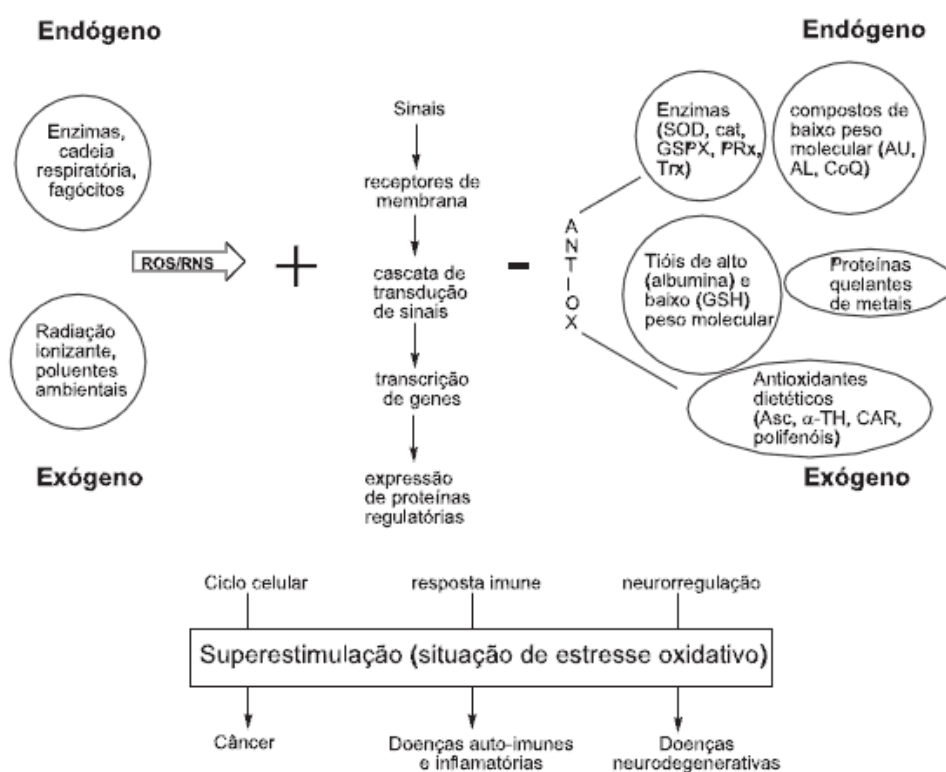 Endógeno
Enzimas,
cadeia
respiratória,
fagócitos
ROS/RNS
Radiação
ionizante,
poluentes
ambientais
Exógeno
+
Sinais
receptores de
membrana
cascata de
transdução
de sinais
transcrição
de genes
expressão
de proteínas
regulatórias
-
ANTIOX
Endógeno
Enzimas
(SOD, cat,
GSPX, PRx,
Trx)
compostos de
baixo peso
molecular (AU,
AL, CoQ)
Tióis de alto
(albumina) e
baixo (GSH)
peso molecular
Proteínas
quelantes
de metais
Antioxidantes
dietéticos
(Asc, α-TH, CAR,
polifenóis)
Exógeno
Ciclo celular
resposta imune
neurorregulação
Superestimulação (situação de estresse oxidativo)
Câncer
Doenças auto-imunes
e inflamatórias
Doenças
neurodegenerativas